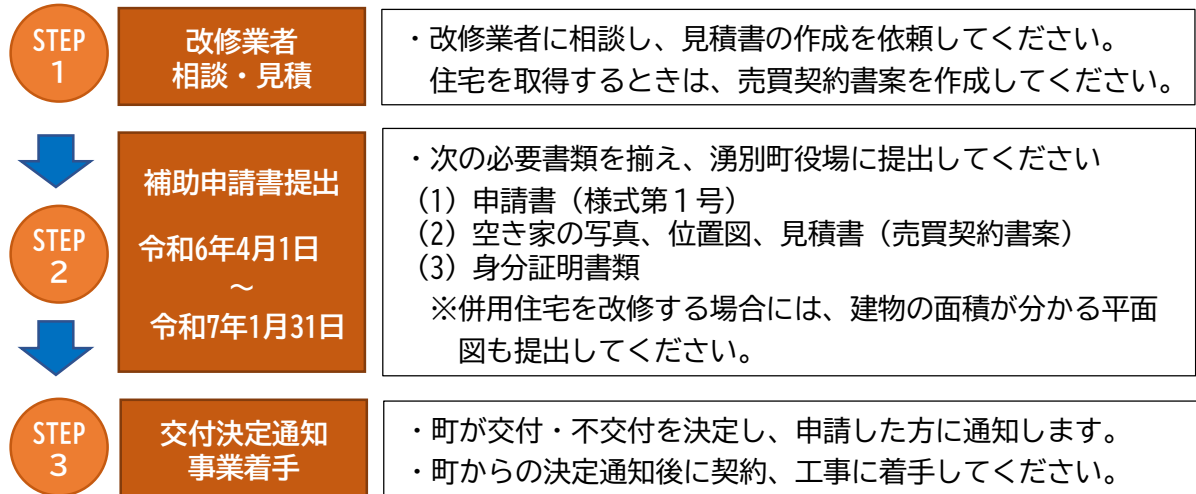 STEP
1
改修業者
相談・見積
・改修業者に相談し、見積書の作成を依頼してください。
住宅を取得するときは、売買契約書案を作成してください。
STEP
2
補助申請書提出
令和6年4月1日
～
令和7年1月31日
・次の必要書類を揃え、湧別町役場に提出してください
(1) 申請書（様式第１号）
(2) 空き家の写真、位置図、見積書（売買契約書案）
(3) 身分証明書類
※併用住宅を改修する場合には、建物の面積が分かる平面
図も提出してください。
STEP
3
交付決定通知
事業着手
・町が交付・不交付を決定し、申請した方に通知します。
・町からの決定通知後に契約、工事に着手してください。